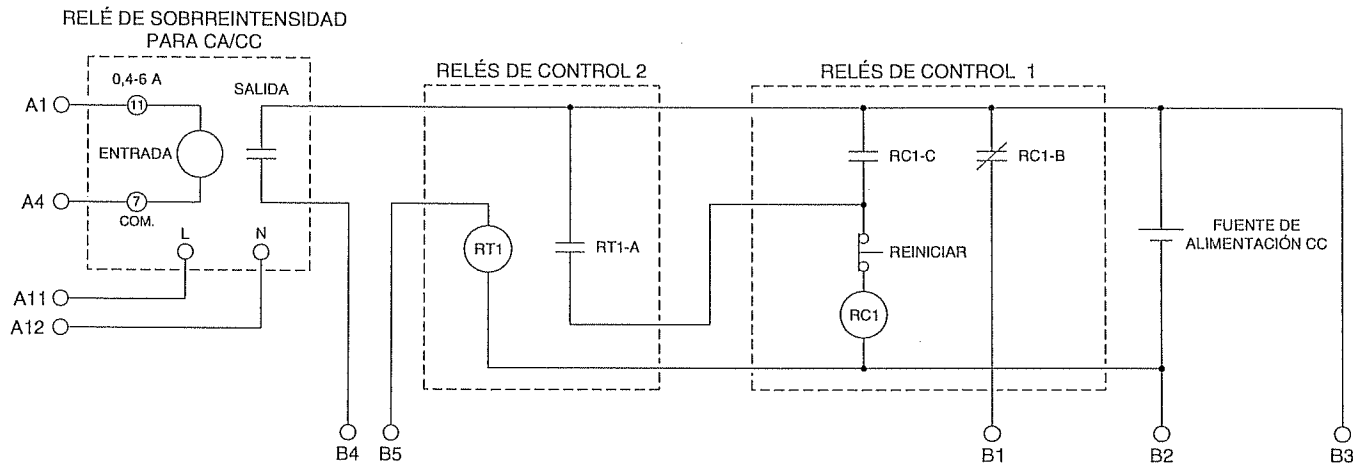 RELÉ DE SOBRREINTENSIDAD
PARA CA/CC
RELÉS DE CONTROL 2
RELÉS DE CONTROL 1
0,4-6 A
SALIDA
A1
11
ENTRADA
RC1-C
RC1-B
A4
7
COM.
L
N
RT1
RT1-A
REINICIAR
FUENTE DE
ALIMENTACIÓN CC
A11
A12
RC1
B4
B5
B1
B2
B3